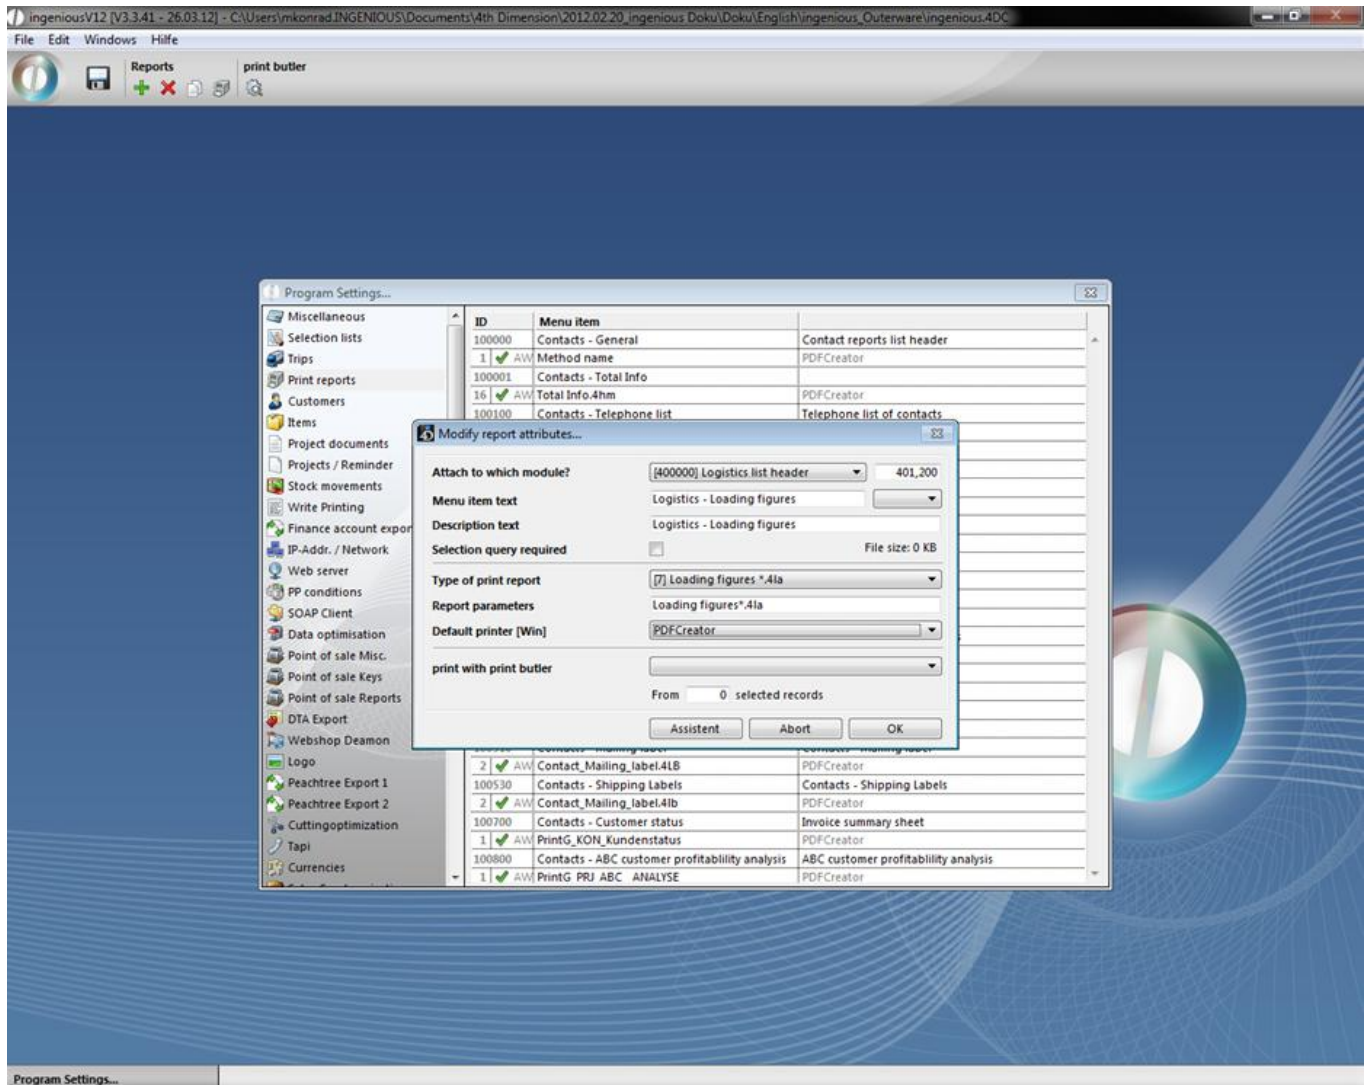 ingeniousV12 [V3.3.41 - 26.03.12] - C:\Users\mkonrad.INGENIOUS\Documents\4th Dimension\2012.02.20_ingenious Doku\Doku\English\ingenious_Outerware\ingenious.4DC
File Edit Windows Hilfe
Reports print butler
Program Settings...
Miscellaneous
Selection lists
Trips
Print reports
Customers
Items
Project documents
Projects / Reminder
Stock movements
Write Printing
Finance account expor
IP-Addr. / Network
Web server
PP conditions
SOAP Client
Data optimisation
Point of sale Misc.
Point of sale Keys
Point of sale Reports
DTA Export
Webshop Deamon
Logo
Peachtree Export 1
Peachtree Export 2
Cuttingoptimization
Tapi
Currencies
ID Menu item
100000 Contacts - General Contact reports list header
1 AW Method name PDFCreator
100001 Contacts - Total Info
16 AW Total Info.4hm PDFCreator
100100 Contacts - Telephone list Telephone list of contacts
Modify report attributes...
Attach to which module? [400000] Logistics list header 401,200
Menu item text Logistics - Loading figures
Description text Logistics - Loading figures
Selection query required File size: 0 KB
Type of print report [7] Loading figures *.4la
Report parameters Loading figures*.4la
Default printer [Win] PDFCreator
print with print butler
From 0 selected records
Assistent Abort OK
2 AW Contact_Mailing_label.4LB PDFCreator
100530 Contacts - Shipping Labels Contacts - Shipping Labels
2 AW Contact_Mailing_label.4lb PDFCreator
100700 Contacts - Customer status Invoice summary sheet
1 AW PrintG_KON_Kundenstatus PDFCreator
100800 Contacts - ABC customer profitablility analysis ABC customer profitablility analysis
1 AW PrintG_PRJ_ABC_ANALYSE PDFCreator
Program Settings...